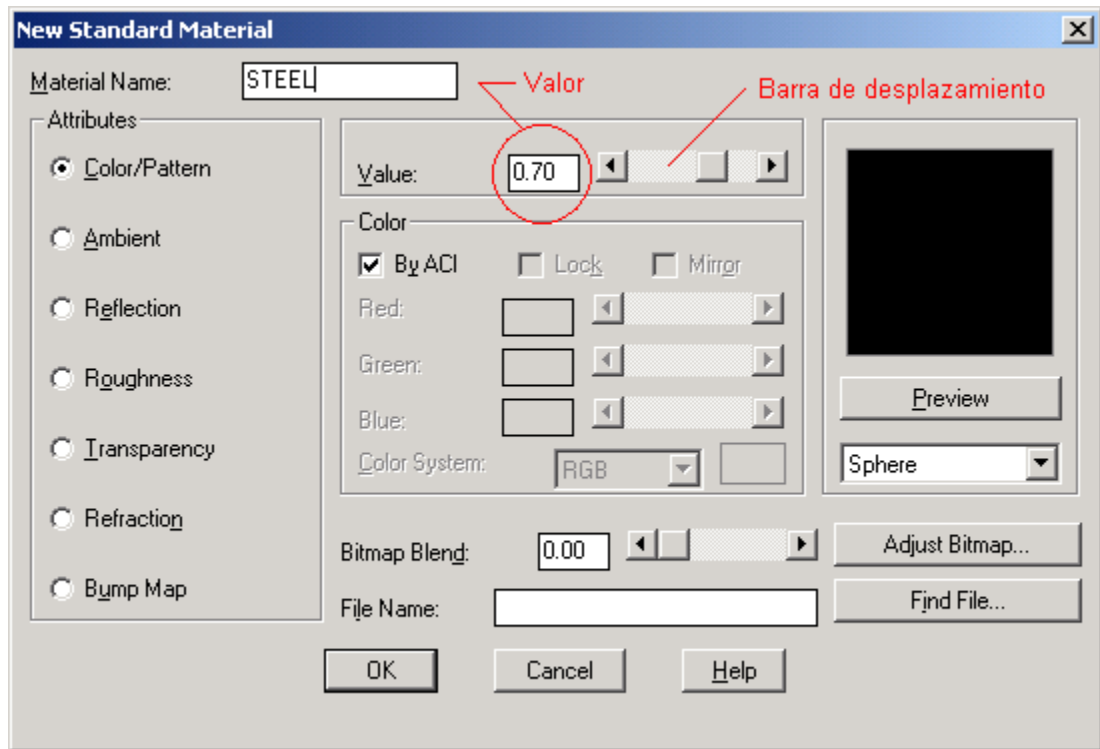 New Standard Material
Material Name: STEEL
Valor
Barra de desplazamiento
Attributes
Color/Pattern
Ambient
Reflection
Roughness
Transparency
Refraction
Bump Map
Value: 0.70
Color
By ACI Lock Mirror
Red:
Green:
Blue:
Color System: RGB
Preview
Sphere
Bitmap Blend: 0.00
Adjust Bitmap...
File Name:
Find File...
OK Cancel Help